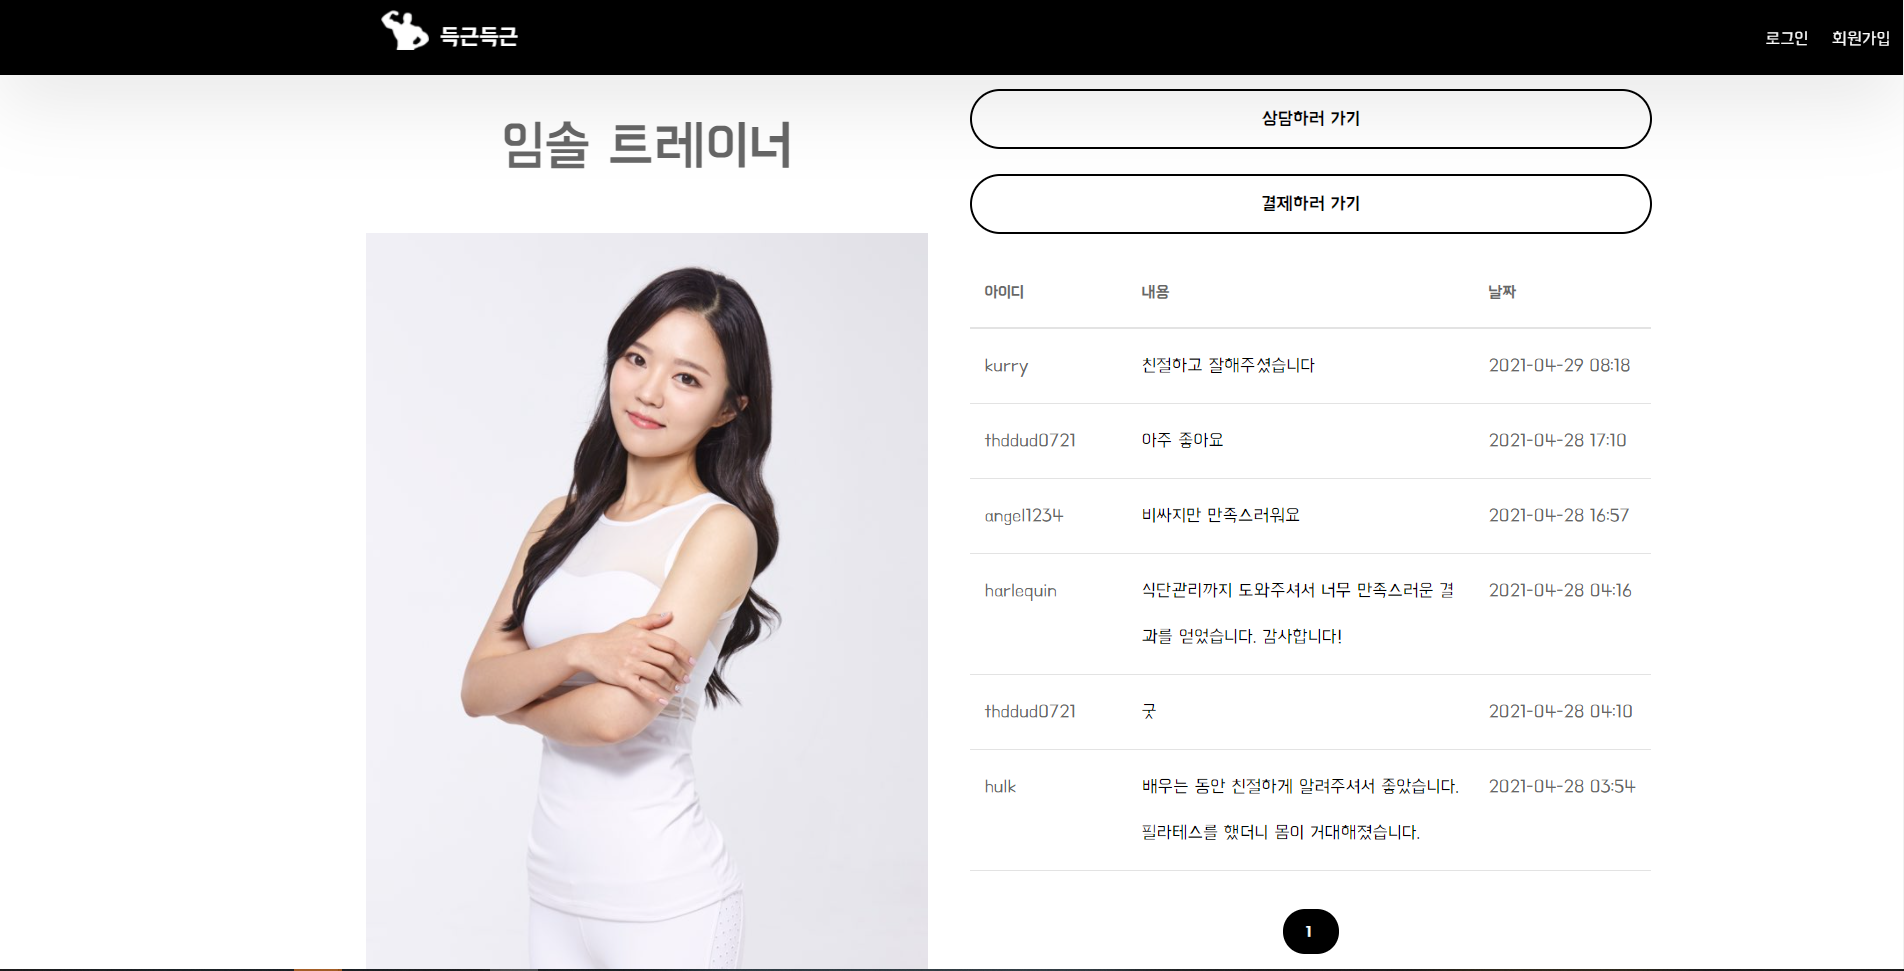 득근득근
로그인 회원가입
임솔 트레이너
상담하러 가기
결제하러 가기
아이디 내용 날짜
kurry 친절하고 잘해주셨습니다 2021-04-29 08:18
thddud0721 아주 좋아요 2021-04-28 17:10
angel1234 비싸지만 만족스러워요 2021-04-28 16:57
harlequin 식단관리까지 도와주셔서 너무 만족스러운 결 2021-04-28 04:16
과를 얻었습니다. 감사합니다!
thddud0721 굿 2021-04-28 04:10
hulk 배우는 동안 친절하게 알려주셔서 좋았습니다. 2021-04-28 03:54
필라테스를 했더니 몸이 거대해졌습니다.
1